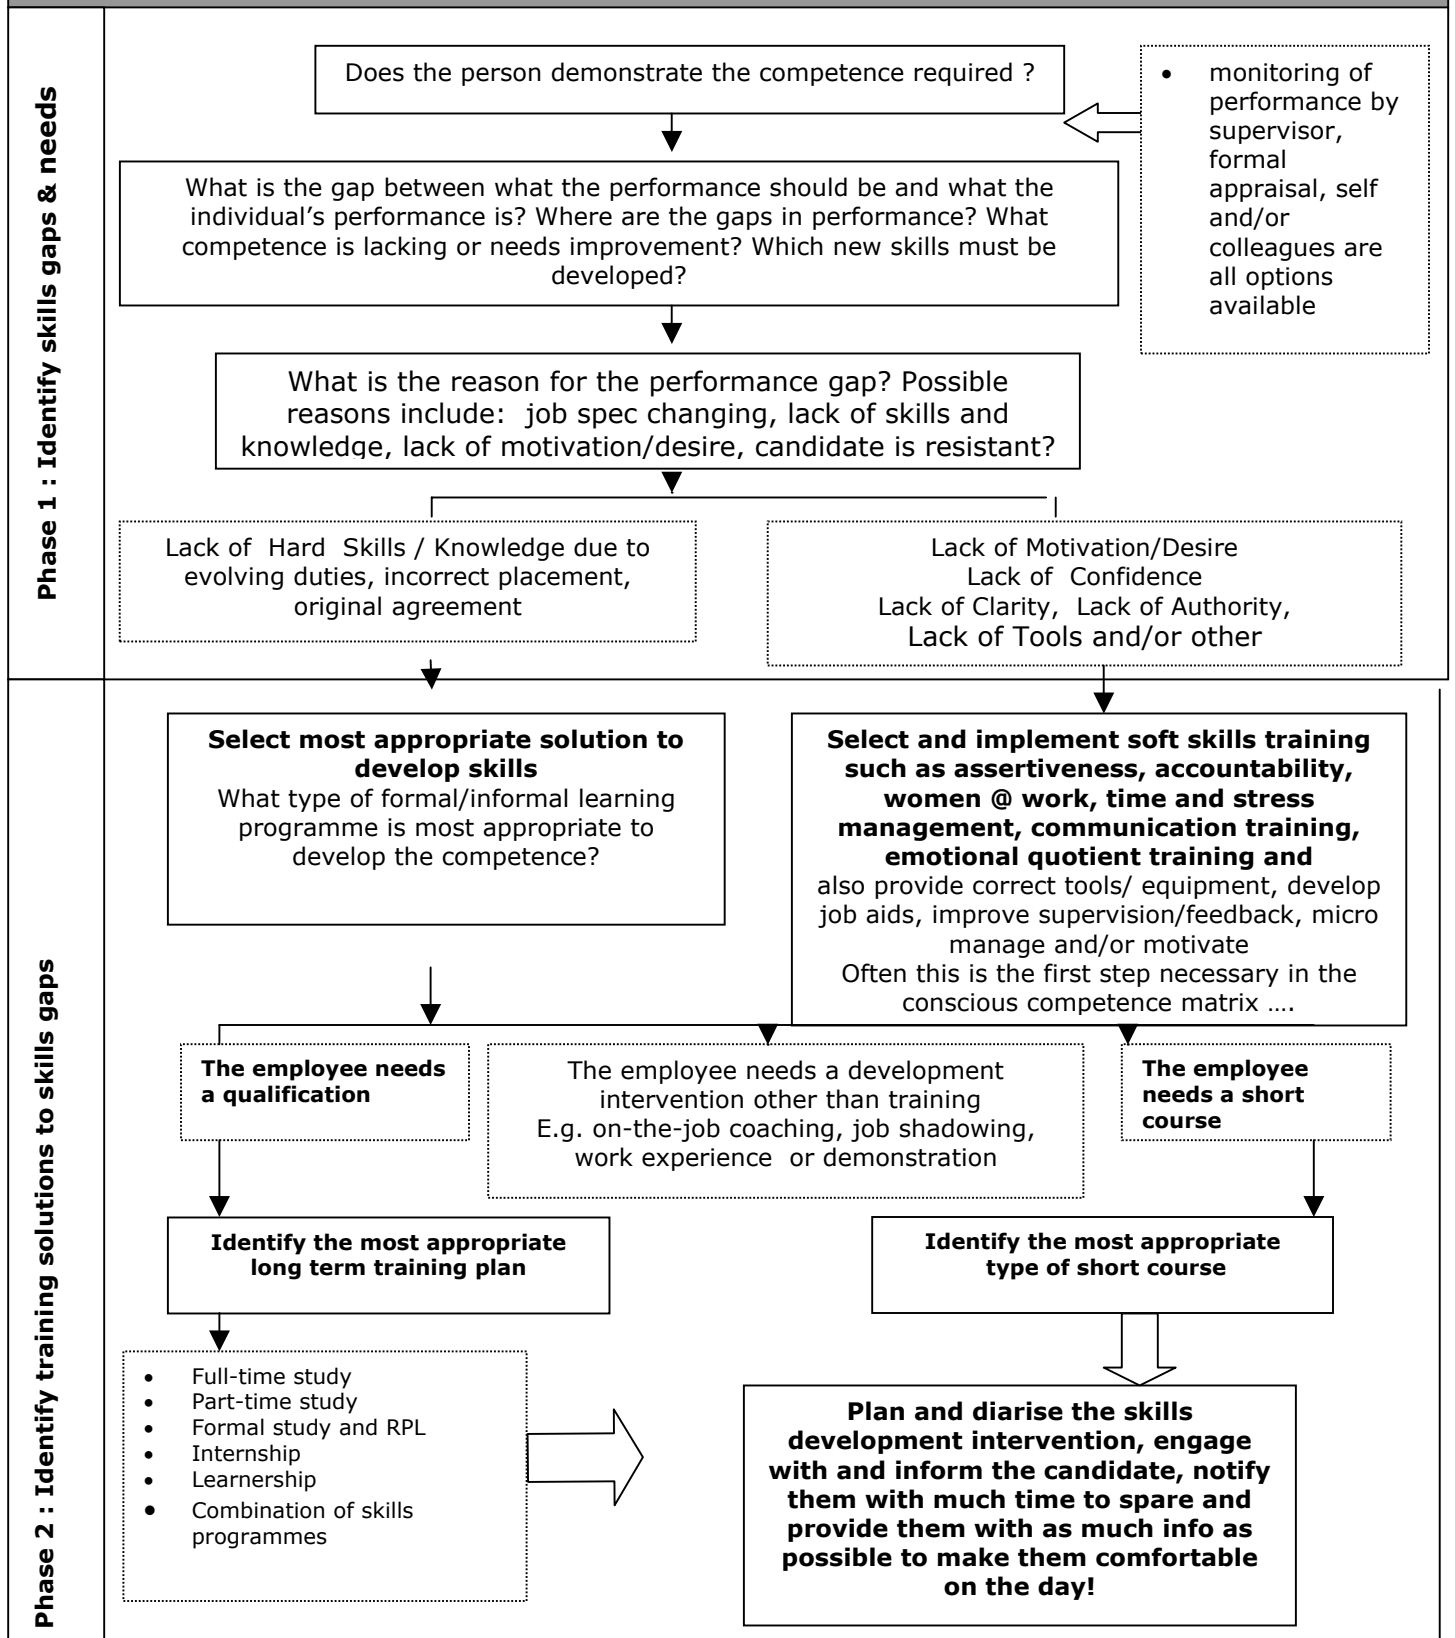 Phase 1 : Identify skills gaps & needs
Does the person demonstrate the competence required ?
• monitoring of
performance by
supervisor,
formal
appraisal, self
and/or
colleagues are
all options
available
What is the gap between what the performance should be and what the
individual’s performance is? Where are the gaps in performance? What
competence is lacking or needs improvement? Which new skills must be
developed?
What is the reason for the performance gap? Possible
reasons include: job spec changing, lack of skills and
knowledge, lack of motivation/desire, candidate is resistant?
Lack of Hard Skills / Knowledge due to
evolving duties, incorrect placement,
original agreement
Lack of Motivation/Desire
Lack of Confidence
Lack of Clarity, Lack of Authority,
Lack of Tools and/or other
Phase 2 : Identify training solutions to skills gaps
Select most appropriate solution to
develop skills
What type of formal/informal learning
programme is most appropriate to
develop the competence?
Select and implement soft skills training
such as assertiveness, accountability,
women @ work, time and stress
management, communication training,
emotional quotient training and
also provide correct tools/ equipment, develop
job aids, improve supervision/feedback, micro
manage and/or motivate
Often this is the first step necessary in the
conscious competence matrix ….
The employee needs
a qualification
The employee needs a development
intervention other than training
E.g. on-the-job coaching, job shadowing,
work experience or demonstration
The employee
needs a short
course
Identify the most appropriate
long term training plan
Identify the most appropriate
type of short course
• Full-time study
• Part-time study
• Formal study and RPL
• Internship
• Learnership
• Combination of skills
programmes
Plan and diarise the skills
development intervention, engage
with and inform the candidate, notify
them with much time to spare and
provide them with as much info as
possible to make them comfortable
on the day!